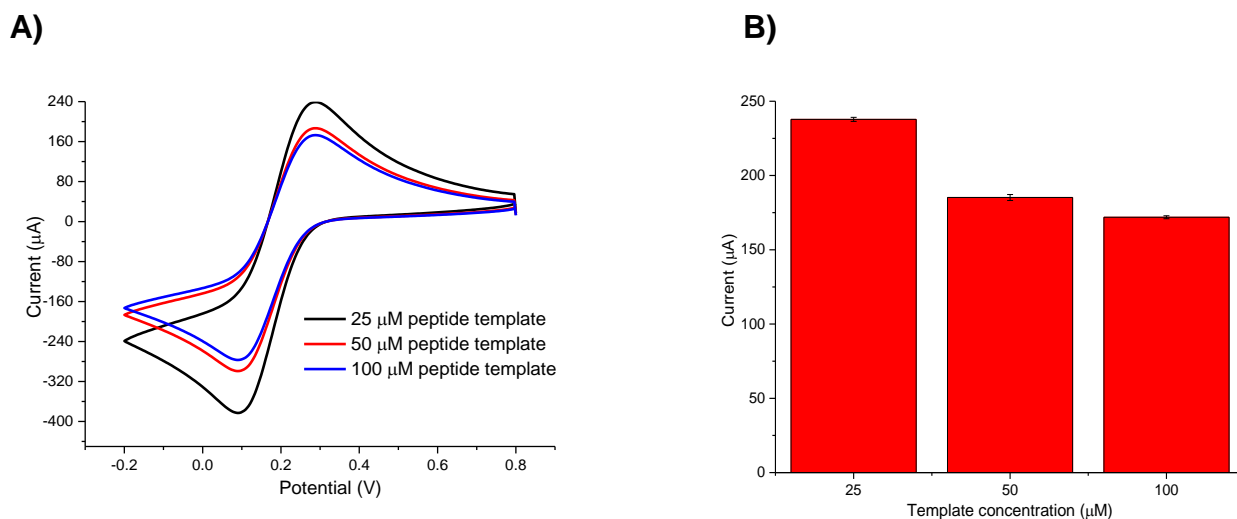 A)
240
160
80
0
-80
-160
-240
-320
-400
Current (μA)
-0.2 0.0 0.2 0.4 0.6 0.8
Potential (V)
25 μM peptide template
50 μM peptide template
100 μM peptide template
B)
250
200
150
100
50
0
Current (μA)
25 50 100
Template concentration (μM)